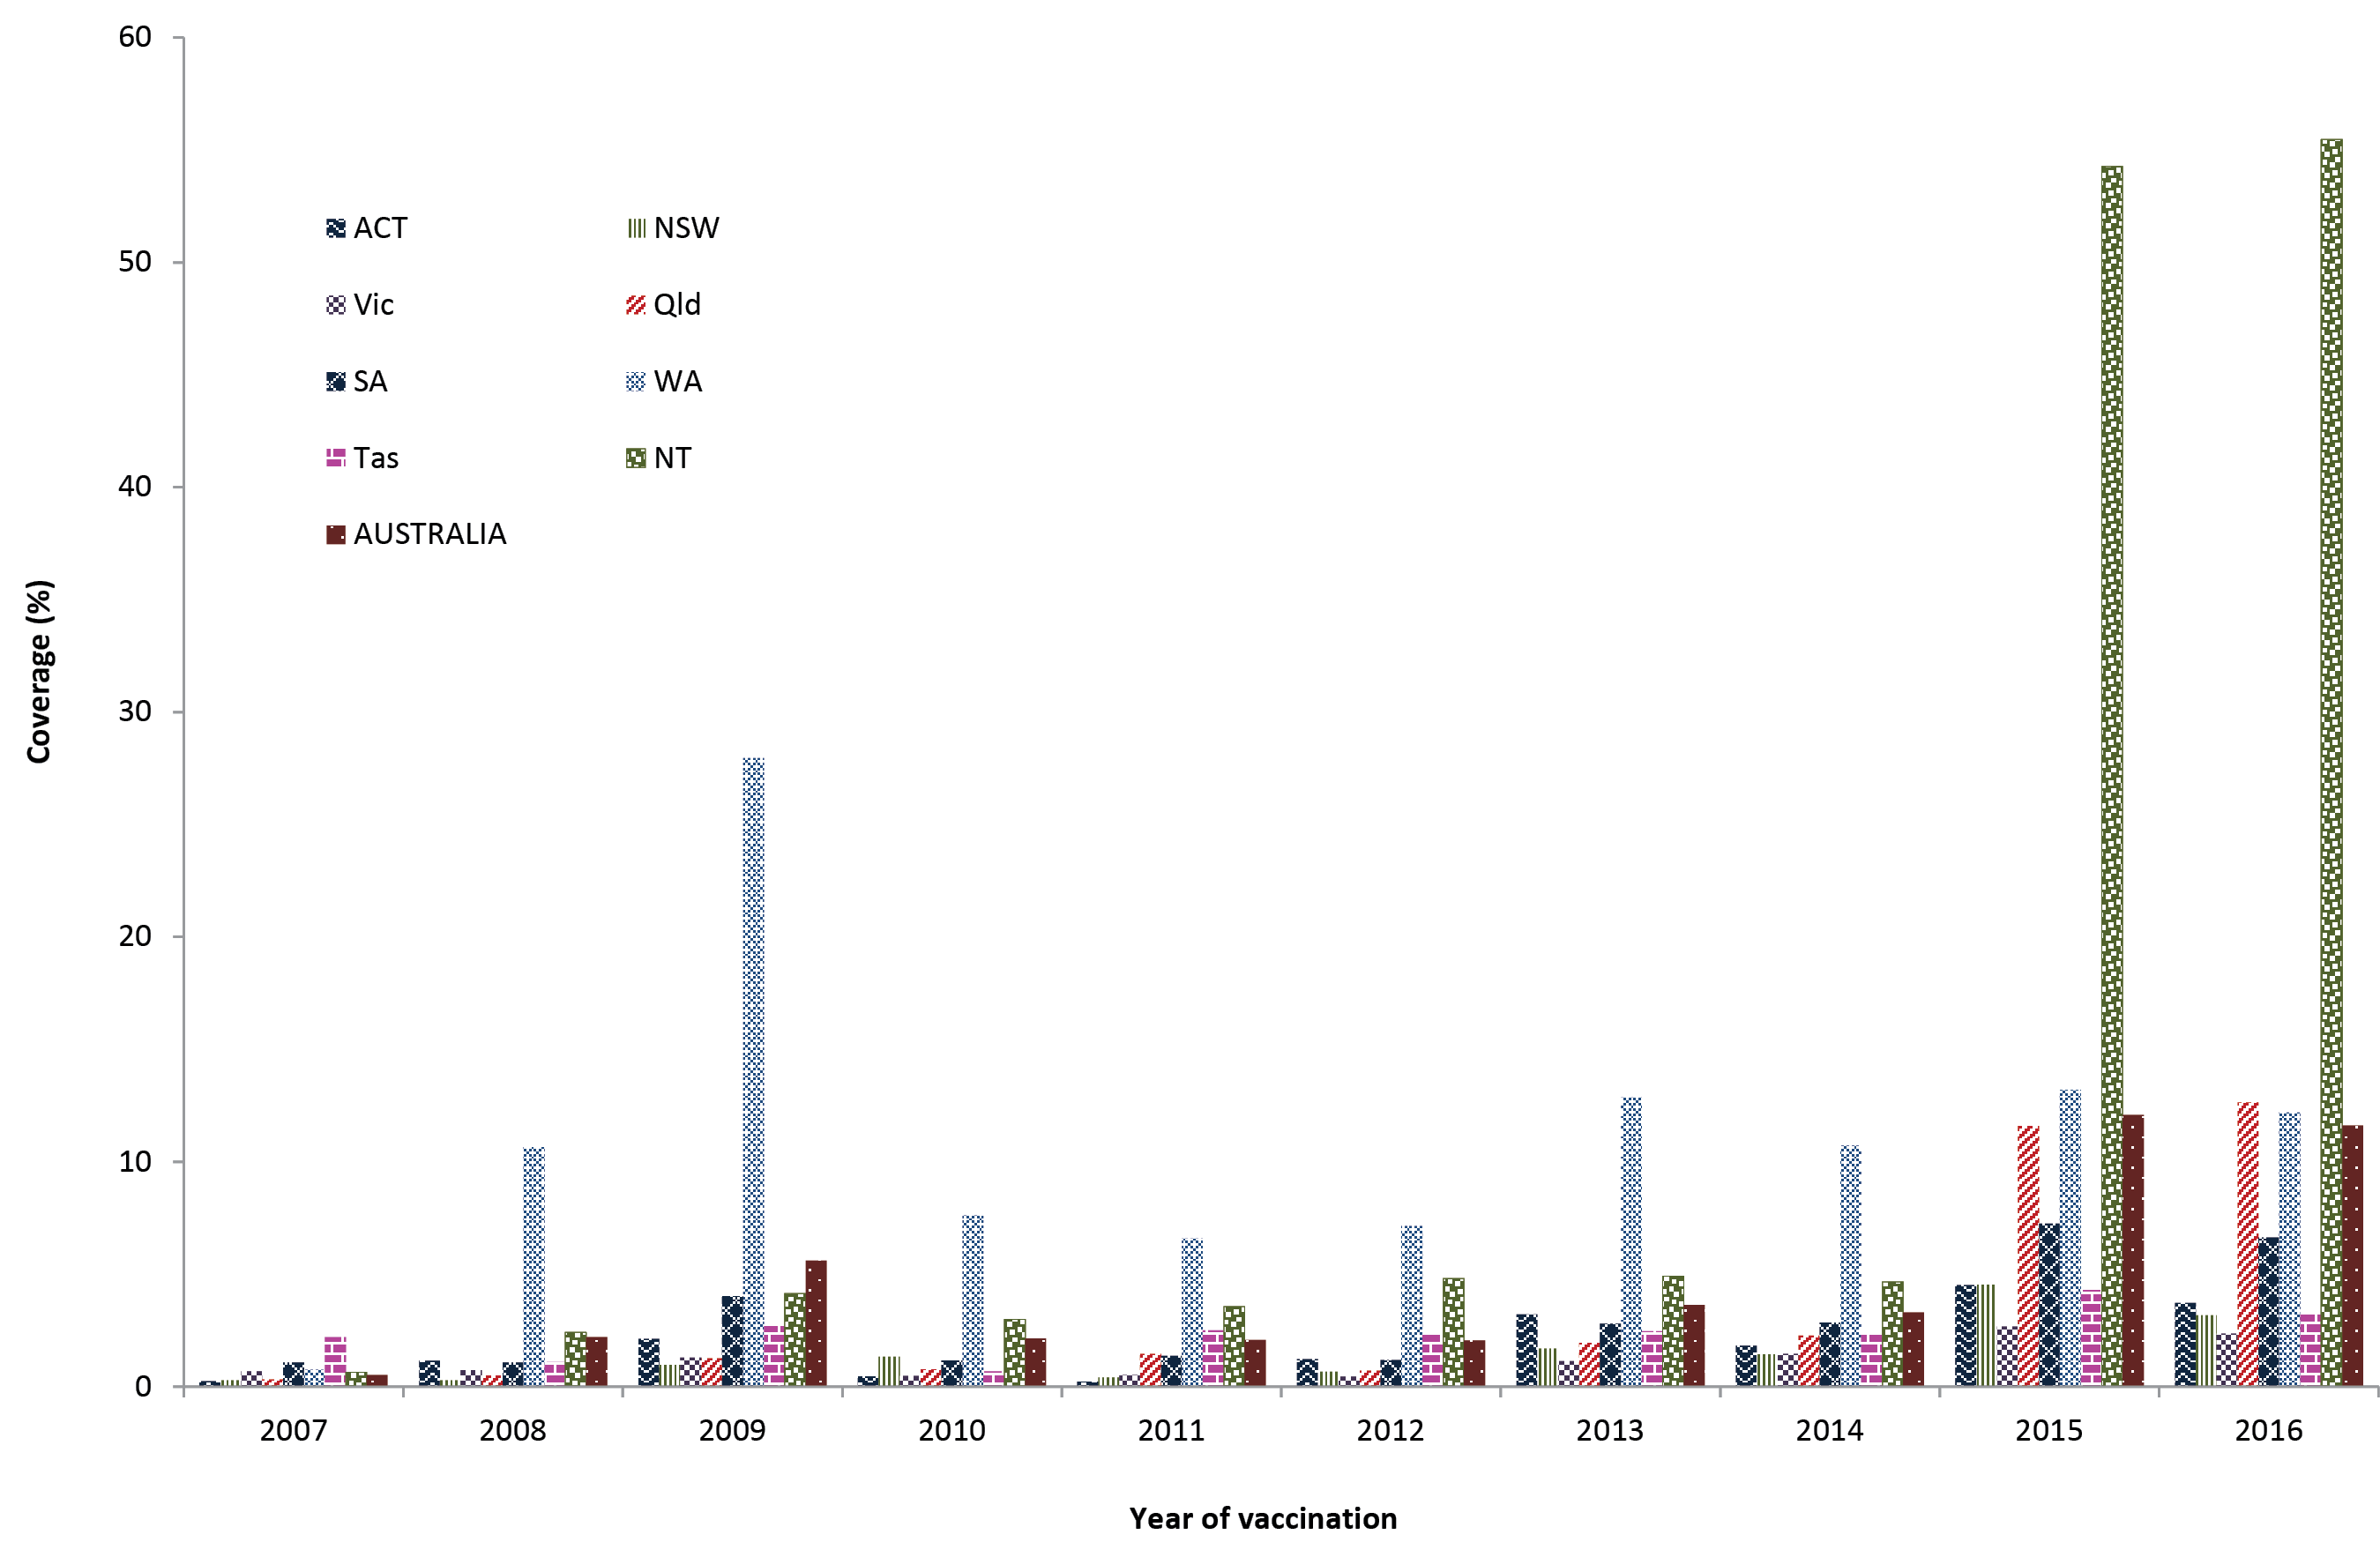 60
50
40
30
20
10
0
Coverage (%)
ACT NSW
Vic Qld
SA WA
Tas NT
AUSTRALIA
2007 2008 2009 2010 2011 2012 2013 2014 2015 2016
Year of vaccination